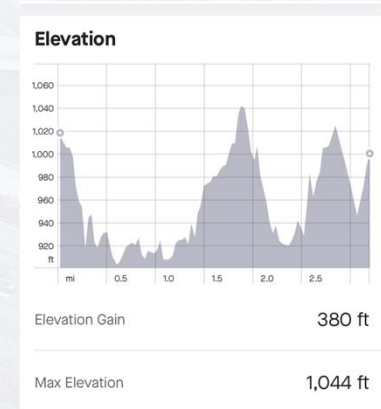 Elevation
1,060
1,040
1,020
1,000
980
960
940
920
ft
mi 0.5 1.0 1.5 2.0 2.5
Elevation Gain 380 ft
Max Elevation 1,044 ft